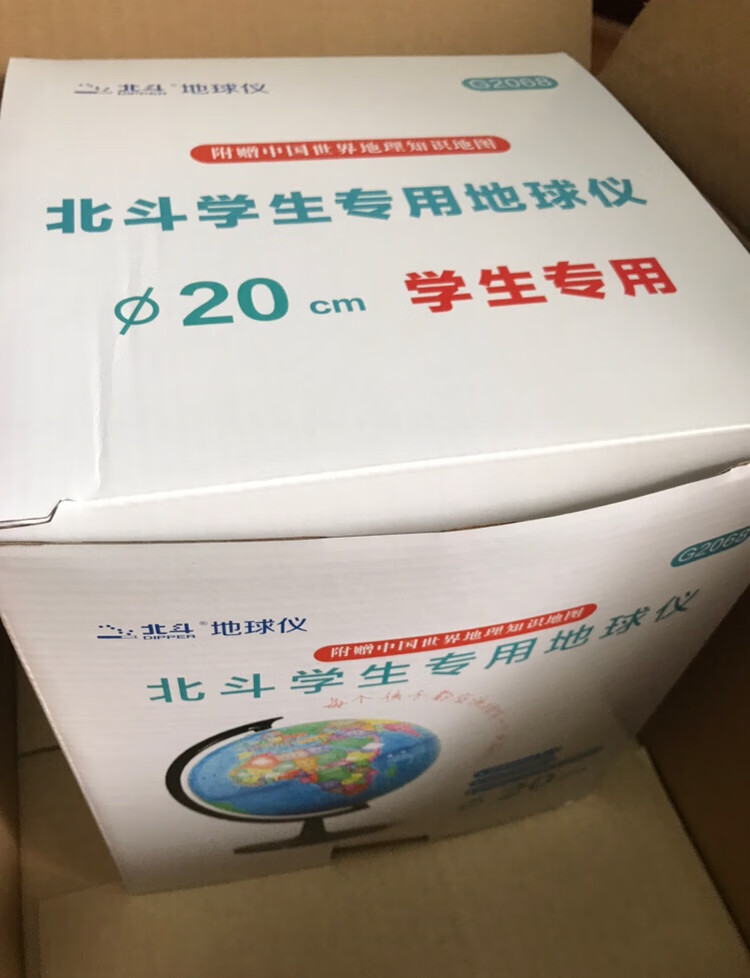 北斗®地球仪 G2068
DIPPER
附赠中国世界地理知识地图
北斗学生专用地球仪
φ20cm 学生专用
G2068
北斗®地球仪
DIPPER
附赠中国世界地理知识地图
北斗学生专用地球仪